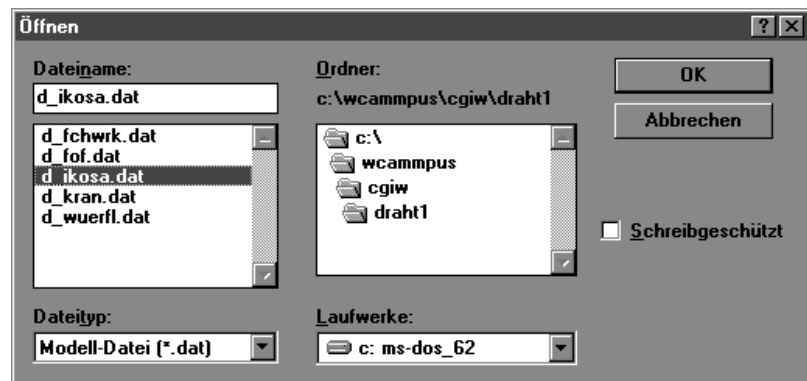 Öffnen
Dateiname:
d_ikosa.dat
d_fchwrk.dat
d_fof.dat
d_ikosa.dat
d_kran.dat
d_wuerfl.dat
Dateityp:
Modell-Datei (*.dat)
Ordner:
c:\wcammpus\cgiw\draht1
c:\
wcammpus
cgiw
draht1
Laufwerke:
c: ms-dos_62
OK
Abbrechen
Schreibgeschützt